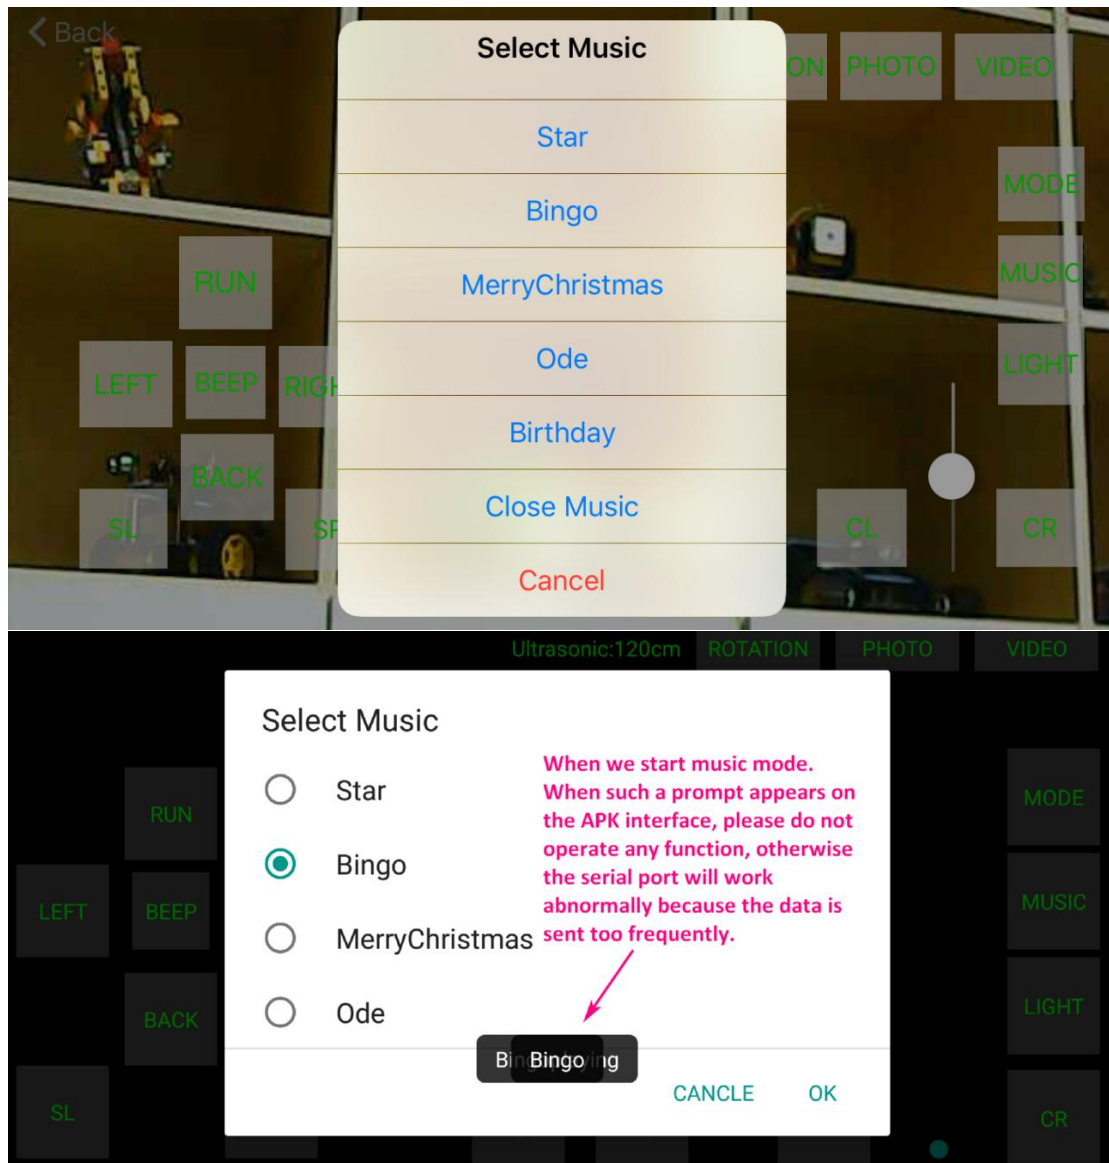 Back
Select Music
ON PHOTO VIDEO
Star
MODE
Bingo
RUN
MerryChristmas
MUSIC
LEFT BEEP RIGH
Ode
LIGHT
Birthday
BACK
Close Music
SL
CL
CR
Cancel
Ultrasonic:120cm ROTATION PHOTO VIDEO
Select Music
When we start music mode.
When such a prompt appears on
the APK interface, please do not
operate any function, otherwise
the serial port will work
abnormally because the data is
sent too frequently.
Star
Bingo
MerryChristmas
Ode
RUN
MODE
LEFT BEEP
MUSIC
BACK
LIGHT
Bingo
CANCLE OK
SL
CR